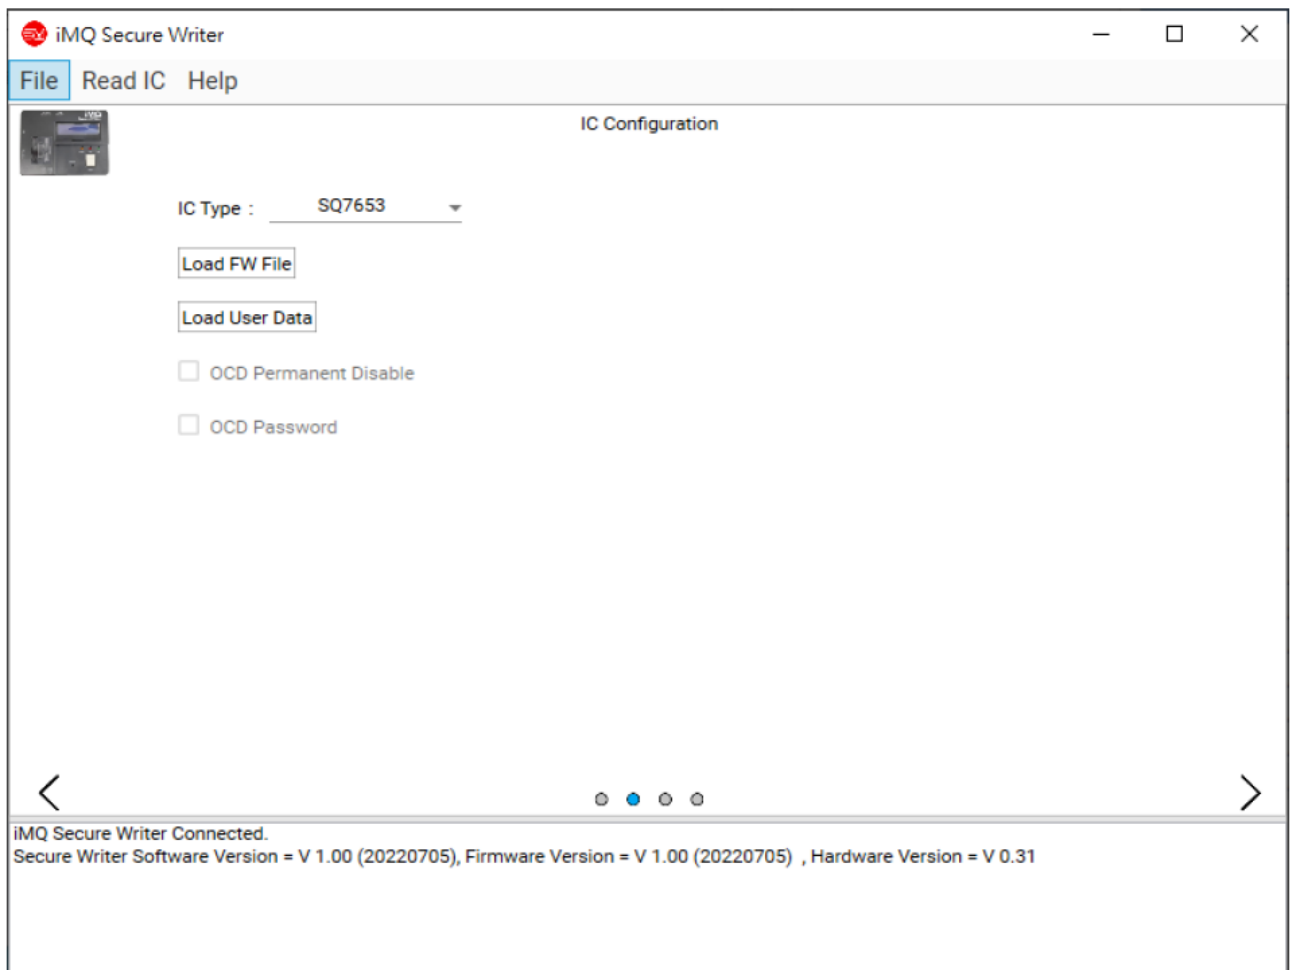 iMQ Secure Writer
File Read IC Help
IC Configuration
IC Type : SQ7653
Load FW File
Load User Data
OCD Permanent Disable
OCD Password
iMQ Secure Writer Connected.
Secure Writer Software Version = V 1.00 (20220705), Firmware Version = V 1.00 (20220705) , Hardware Version = V 0.31